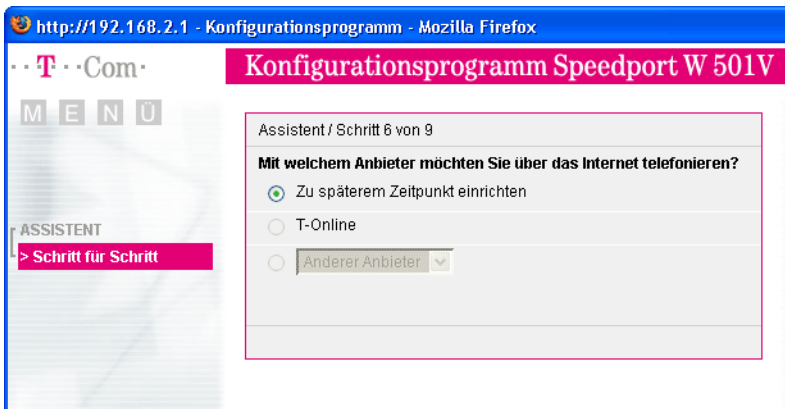 http://192.168.2.1 - Konfigurationsprogramm - Mozilla Firefox
· · T · · Com ·
Konfigurationsprogramm Speedport W 501V
MENÜ
Assistent / Schritt 6 von 9
Mit welchem Anbieter möchten Sie über das Internet telefonieren?
Zu späterem Zeitpunkt einrichten
T-Online
ASSISTENT
> Schritt für Schritt
Anderer Anbieter